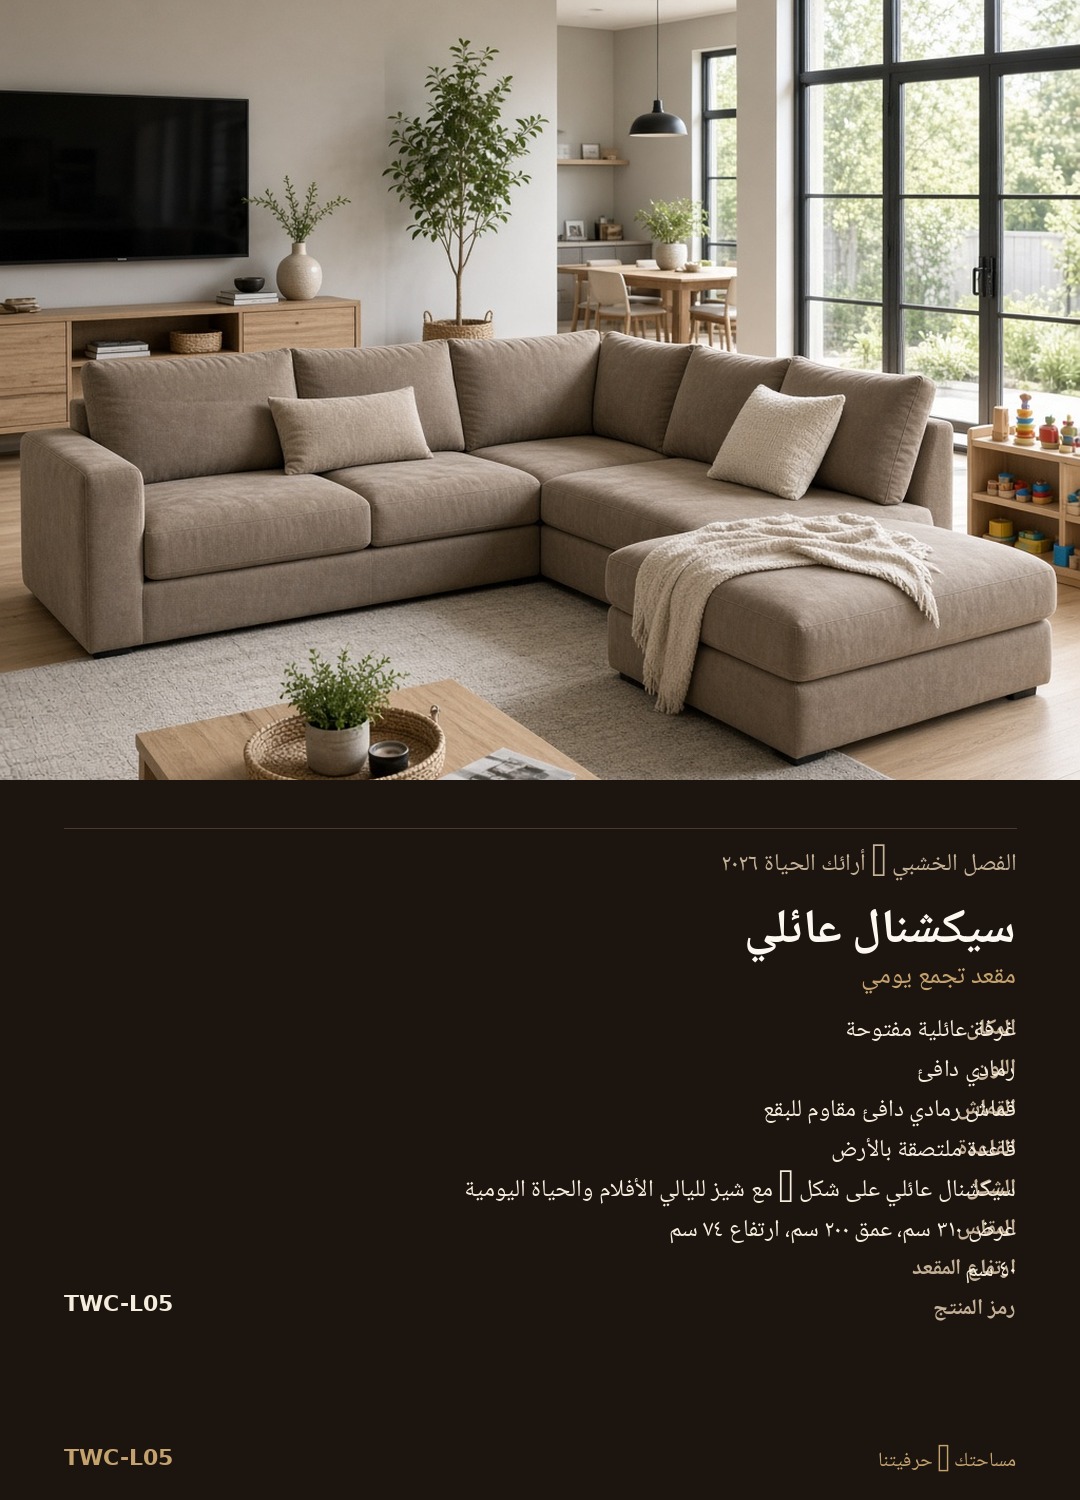 الفصل الخشبي أرائك الحياة ٢٠٢٦
سيكشنال عائلي
مقعد تجمع يومي
غرفة عائلية مفتوحة
رمادي دافئ
قماش رمادي دافئ مقاوم للبقع
قاعدة ملتصقة بالأرض
سيكشنال عائلي على شكل مع شيز لليالي الأفلام والحياة اليومية
عرض ٣١٠ سم، عمق ٢٠٠ سم، ارتفاع ٧٤ سم
ارتفاع المقعد
رمز المنتج TWC-L05
مساحتك حرفيتنا TWC-L05